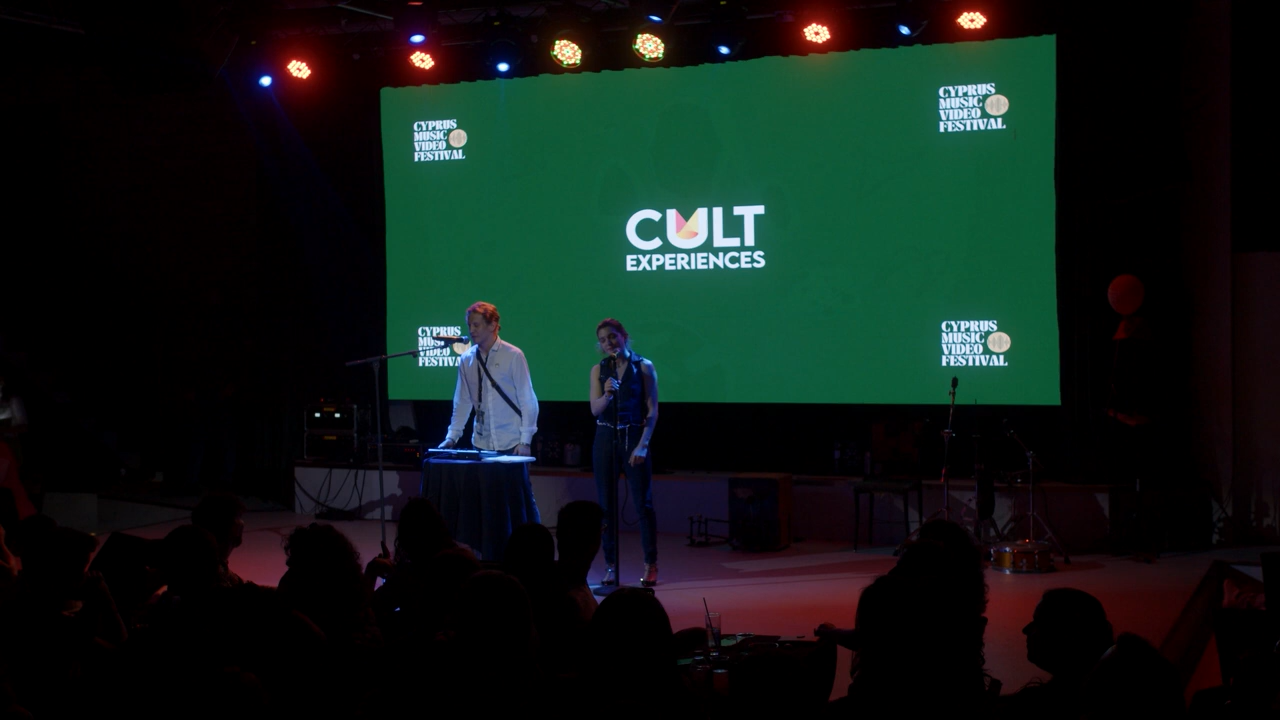 CYPRUS
MUSIC
VIDEO
FESTIVAL
CYPRUS
MUSIC
VIDEO
FESTIVAL
CULT
EXPERIENCES
CYPRUS
MUSIC
VIDEO
FESTIVAL
CYPRUS
MUSIC
VIDEO
FESTIVAL